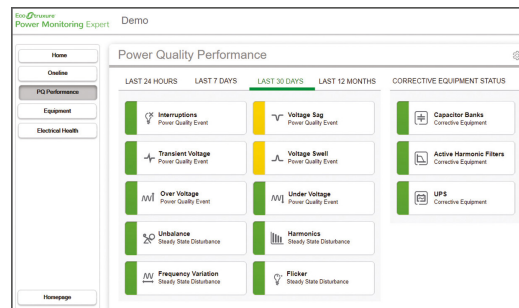 EcoStruxure
Power Monitoring Expert
Demo
Home
Oneline
PQ Performance
Equipment
Electrical Health
Homepage
Power Quality Performance
LAST 24 HOURS
LAST 7 DAYS
LAST 30 DAYS
LAST 12 MONTHS
CORRECTIVE EQUIPMENT STATUS
Interruptions
Power Quality Event
Voltage Sag
Power Quality Event
Capacitor Banks
Corrective Equipment
Transient Voltage
Power Quality Event
Voltage Swell
Power Quality Event
Active Harmonic Filters
Corrective Equipment
Over Voltage
Power Quality Event
Under Voltage
Power Quality Event
UPS
Corrective Equipment
Unbalance
Steady State Disturbance
Harmonics
Steady State Disturbance
Frequency Variation
Steady State Disturbance
Flicker
Steady State Disturbance